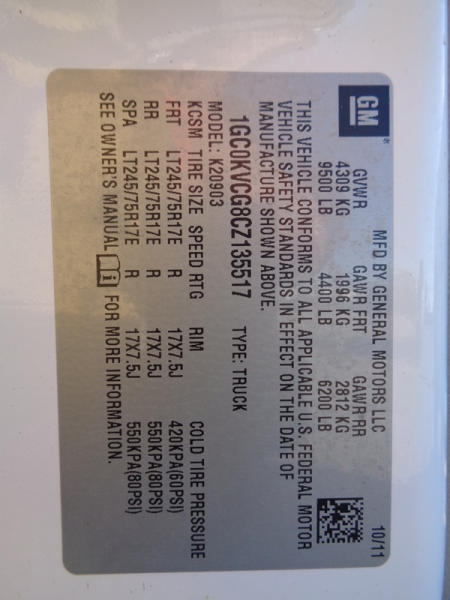 GM ®
MFD BY GENERAL MOTORS LLC 10/11
GVWR GAWR FRT GAWR RR
4309 KG 1996 KG 2812 KG
9500 LB 4400 LB 6200 LB
THIS VEHICLE CONFORMS TO ALL APPLICABLE U.S. FEDERAL MOTOR
VEHICLE SAFETY STANDARDS IN EFFECT ON THE DATE OF
MANUFACTURE SHOWN ABOVE.
1GC0KVCG8CZ135517 TYPE: TRUCK
MODEL: K20903
KCSM TIRE SIZE SPEED RTG RIM COLD TIRE PRESSURE
FRT LT245/75R17E R 17X7.5J 420KPA(60PSI)
RR LT245/75R17E R 17X7.5J 550KPA(80PSI)
SPA LT245/75R17E R 17X7.5J 550KPA(80PSI)
SEE OWNER'S MANUAL i FOR MORE INFORMATION.